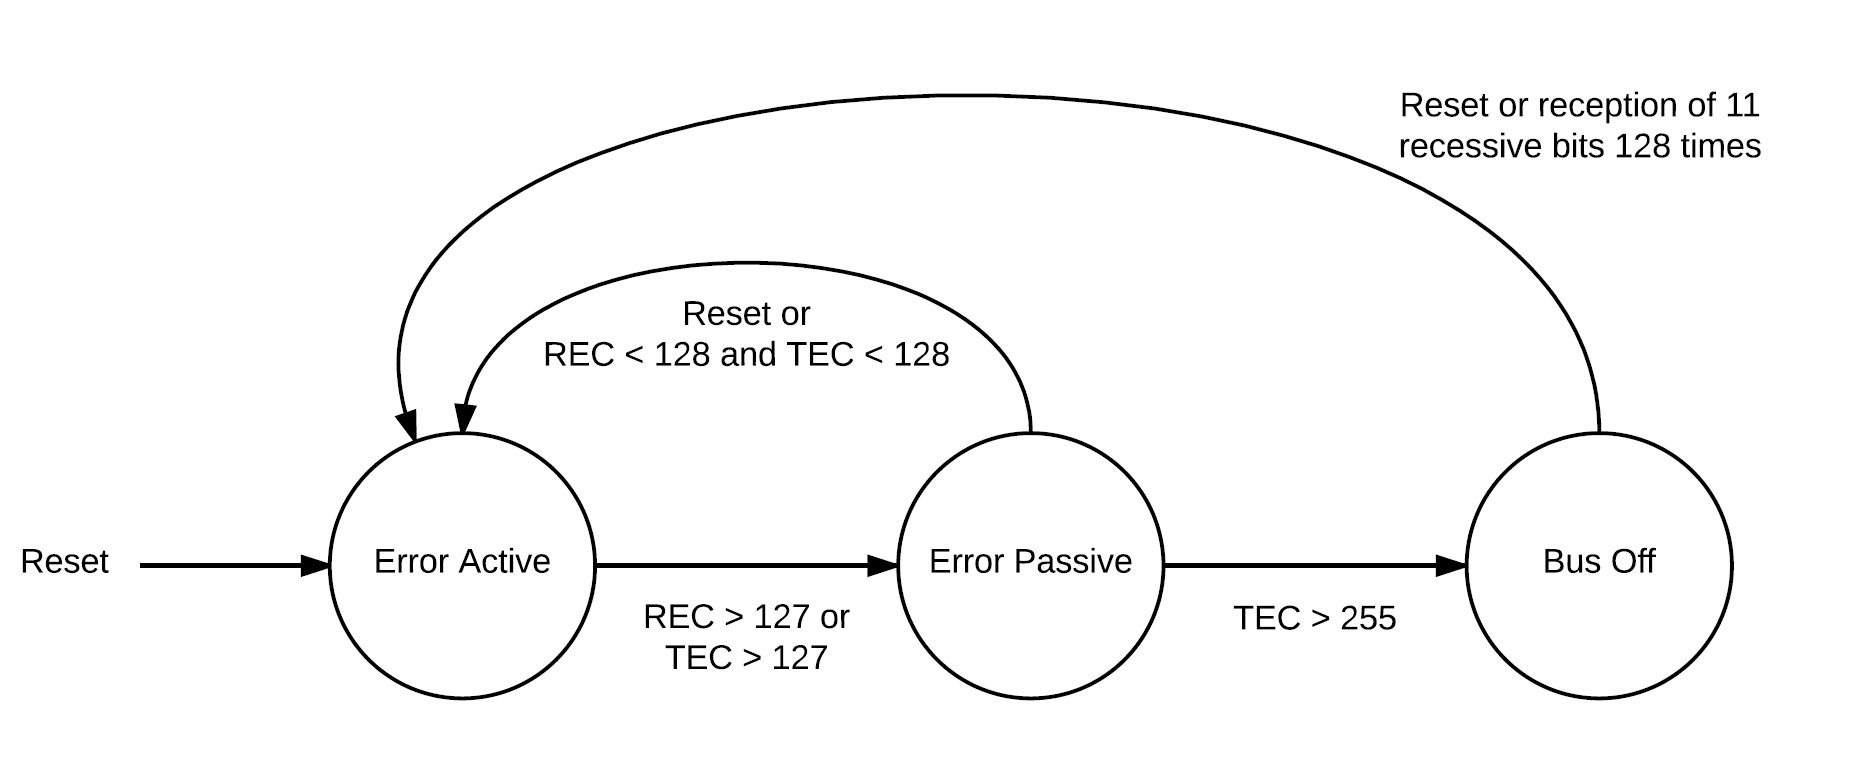 Reset or reception of 11
recessive bits 128 times
Reset or
REC < 128 and TEC < 128
Reset
Error Active
Error Passive
Bus Off
REC > 127 or
TEC > 127
TEC > 255